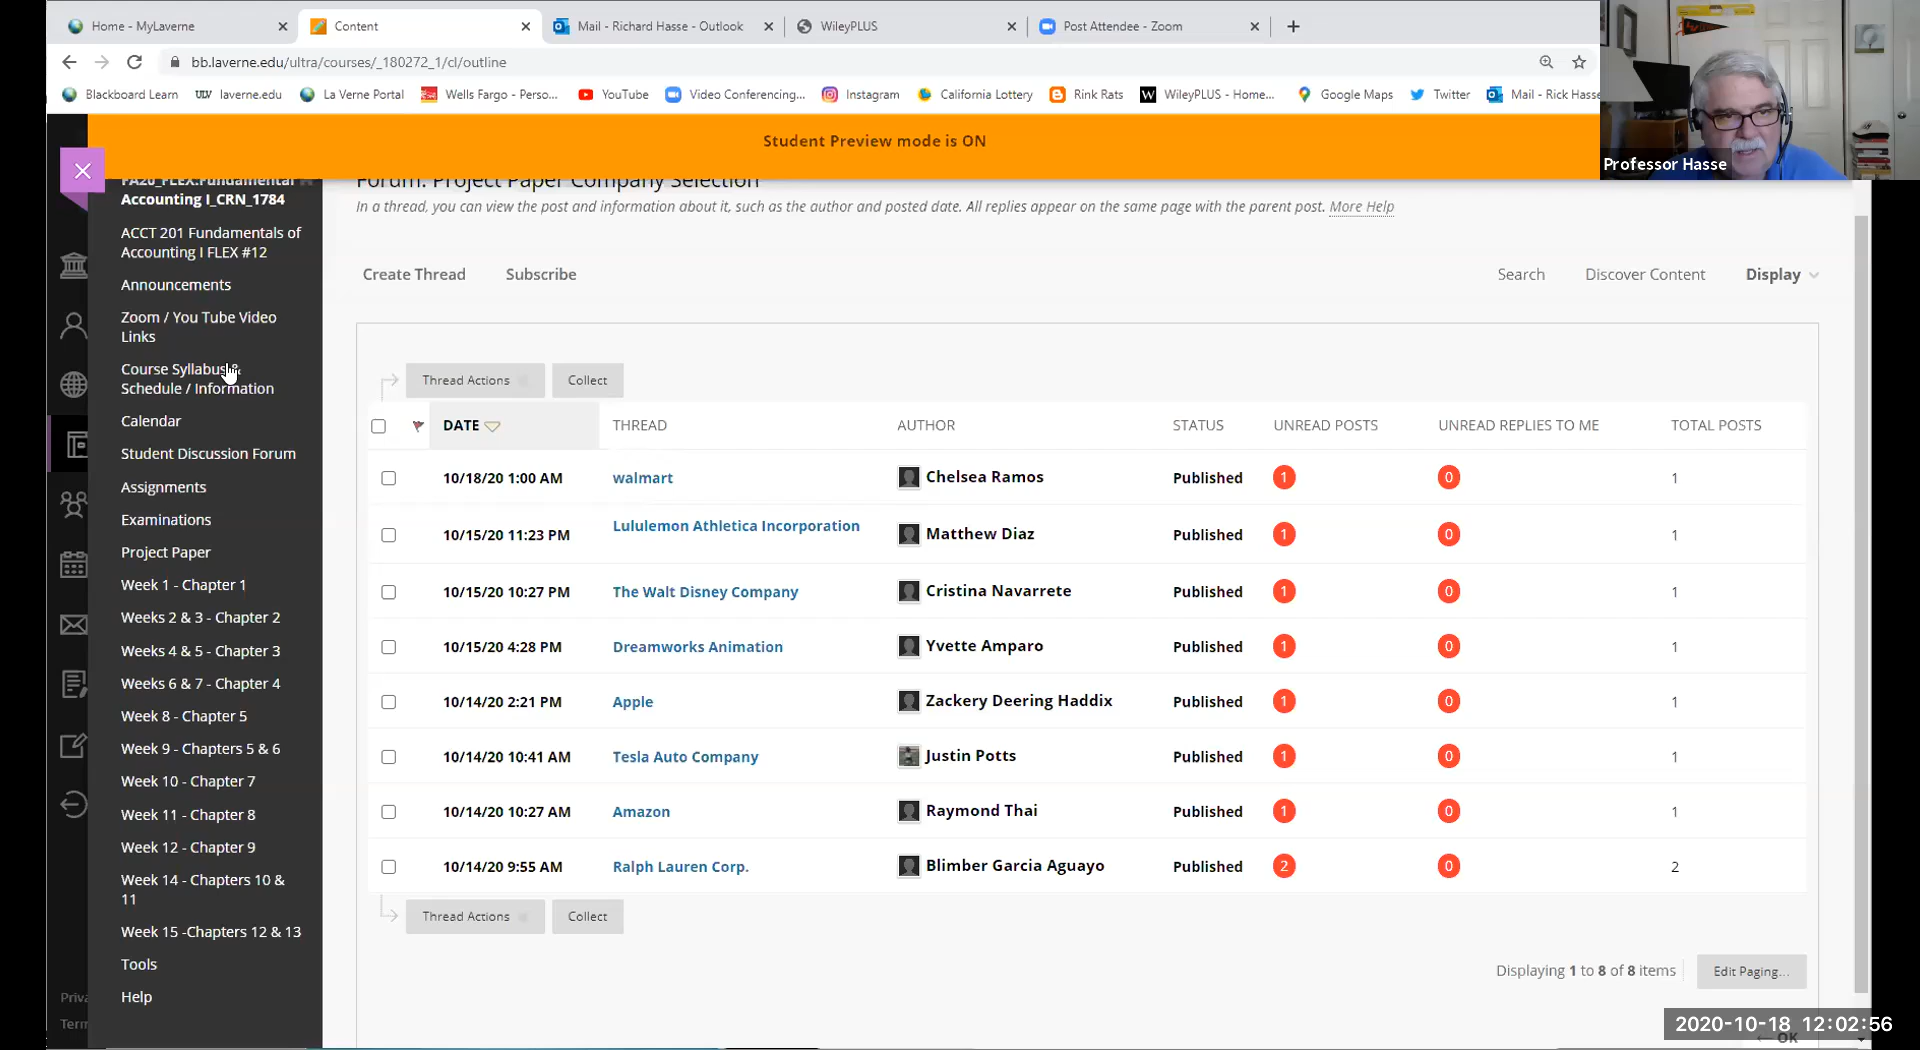 Home - MyLaverne
Content
Mail - Richard Hasse - Outlook
WileyPLUS
Post Attendee - Zoom
bb.laverne.edu/ultra/courses/_180272_1/cl/outline
Blackboard Learn
ULV laverne.edu
La Verne Portal
Wells Fargo - Perso...
YouTube
Video Conferencing...
Instagram
California Lottery
Rink Rats
W WileyPLUS - Home...
Google Maps
Twitter
Mail - Rick Hasse
Student Preview mode is ON
Professor Hasse
FA20_FLEX.Fundamental
Accounting I_CRN_1784
ACCT 201 Fundamentals of
Accounting I FLEX #12
Announcements
Zoom / You Tube Video
Links
Course Syllabus &
Schedule / Information
Calendar
Student Discussion Forum
Assignments
Examinations
Project Paper
Week 1 - Chapter 1
Weeks 2 & 3 - Chapter 2
Weeks 4 & 5 - Chapter 3
Weeks 6 & 7 - Chapter 4
Week 8 - Chapter 5
Week 9 - Chapters 5 & 6
Week 10 - Chapter 7
Week 11 - Chapter 8
Week 12 - Chapter 9
Week 14 - Chapters 10 &
11
Week 15 -Chapters 12 & 13
Tools
Help
Priva
Term
Forum: Project Paper Company Selection
In a thread, you can view the post and information about it, such as the author and posted date. All replies appear on the same page with the parent post. More Help
Create Thread Subscribe Search Discover Content Display
Thread Actions Collect
DATE THREAD AUTHOR STATUS UNREAD POSTS UNREAD REPLIES TO ME TOTAL POSTS
10/18/20 1:00 AM walmart Chelsea Ramos Published 1 0 1
10/15/20 11:23 PM Lululemon Athletica Incorporation Matthew Diaz Published 1 0 1
10/15/20 10:27 PM The Walt Disney Company Cristina Navarrete Published 1 0 1
10/15/20 4:28 PM Dreamworks Animation Yvette Amparo Published 1 0 1
10/14/20 2:21 PM Apple Zackery Deering Haddix Published 1 0 1
10/14/20 10:41 AM Tesla Auto Company Justin Potts Published 1 0 1
10/14/20 10:27 AM Amazon Raymond Thai Published 1 0 1
10/14/20 9:55 AM Ralph Lauren Corp. Blimber Garcia Aguayo Published 2 0 2
Thread Actions Collect
Displaying 1 to 8 of 8 items Edit Paging...
2020-10-18 12:02:56
← OK